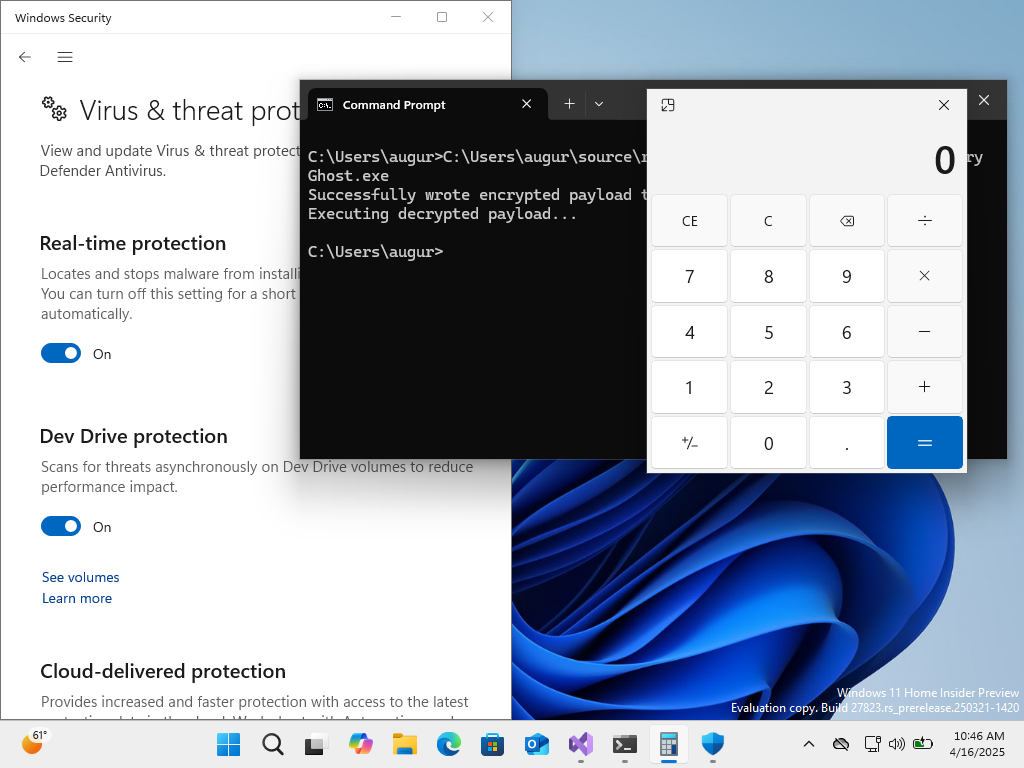 Windows Security
Virus & threat prot
View and update Virus & threat protect
Defender Antivirus.
Real-time protection
Locates and stops malware from installi
You can turn off this setting for a short
automatically.
On
Dev Drive protection
Scans for threats asynchronously on Dev Drive volumes to reduce
performance impact.
On
See volumes
Learn more
Cloud-delivered protection
Provides increased and faster protection with access to the latest
Command Prompt
C:\Users\augur>C:\Users\augur\source\r
ry
Ghost.exe
Successfully wrote encrypted payload t
Executing decrypted payload...
C:\Users\augur>
0
CE C ÷
7 8 9 ×
4 5 6 −
1 2 3 +
+/− 0 . =
Windows 11 Home Insider Preview
Evaluation copy. Build 27823.rs_prerelease.250321-1420
61°
10:46 AM
4/16/2025